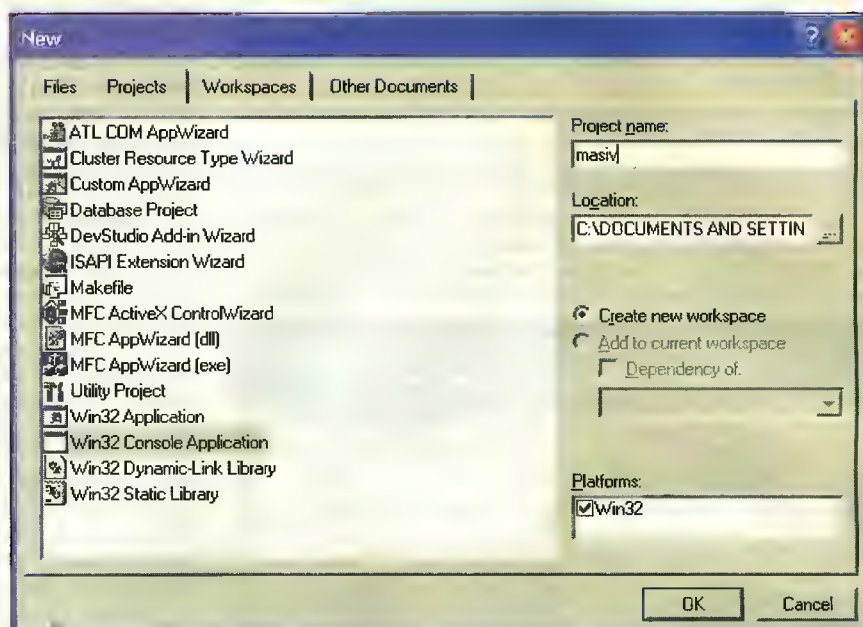 New
Files Projects Workspaces Other Documents
ATL COM AppWizard
Cluster Resource Type Wizard
Custom AppWizard
Database Project
DevStudio Add-in Wizard
ISAPI Extension Wizard
Makefile
MFC ActiveX ControlWizard
MFC AppWizard (dll)
MFC AppWizard (exe)
Utility Project
Win32 Application
Win32 Console Application
Win32 Dynamic-Link Library
Win32 Static Library
Project name:
masiv
Location:
C:\DOCUMENTS AND SETTIN ...
Create new workspace
Add to current workspace
Dependency of:
Platforms:
Win32
OK Cancel